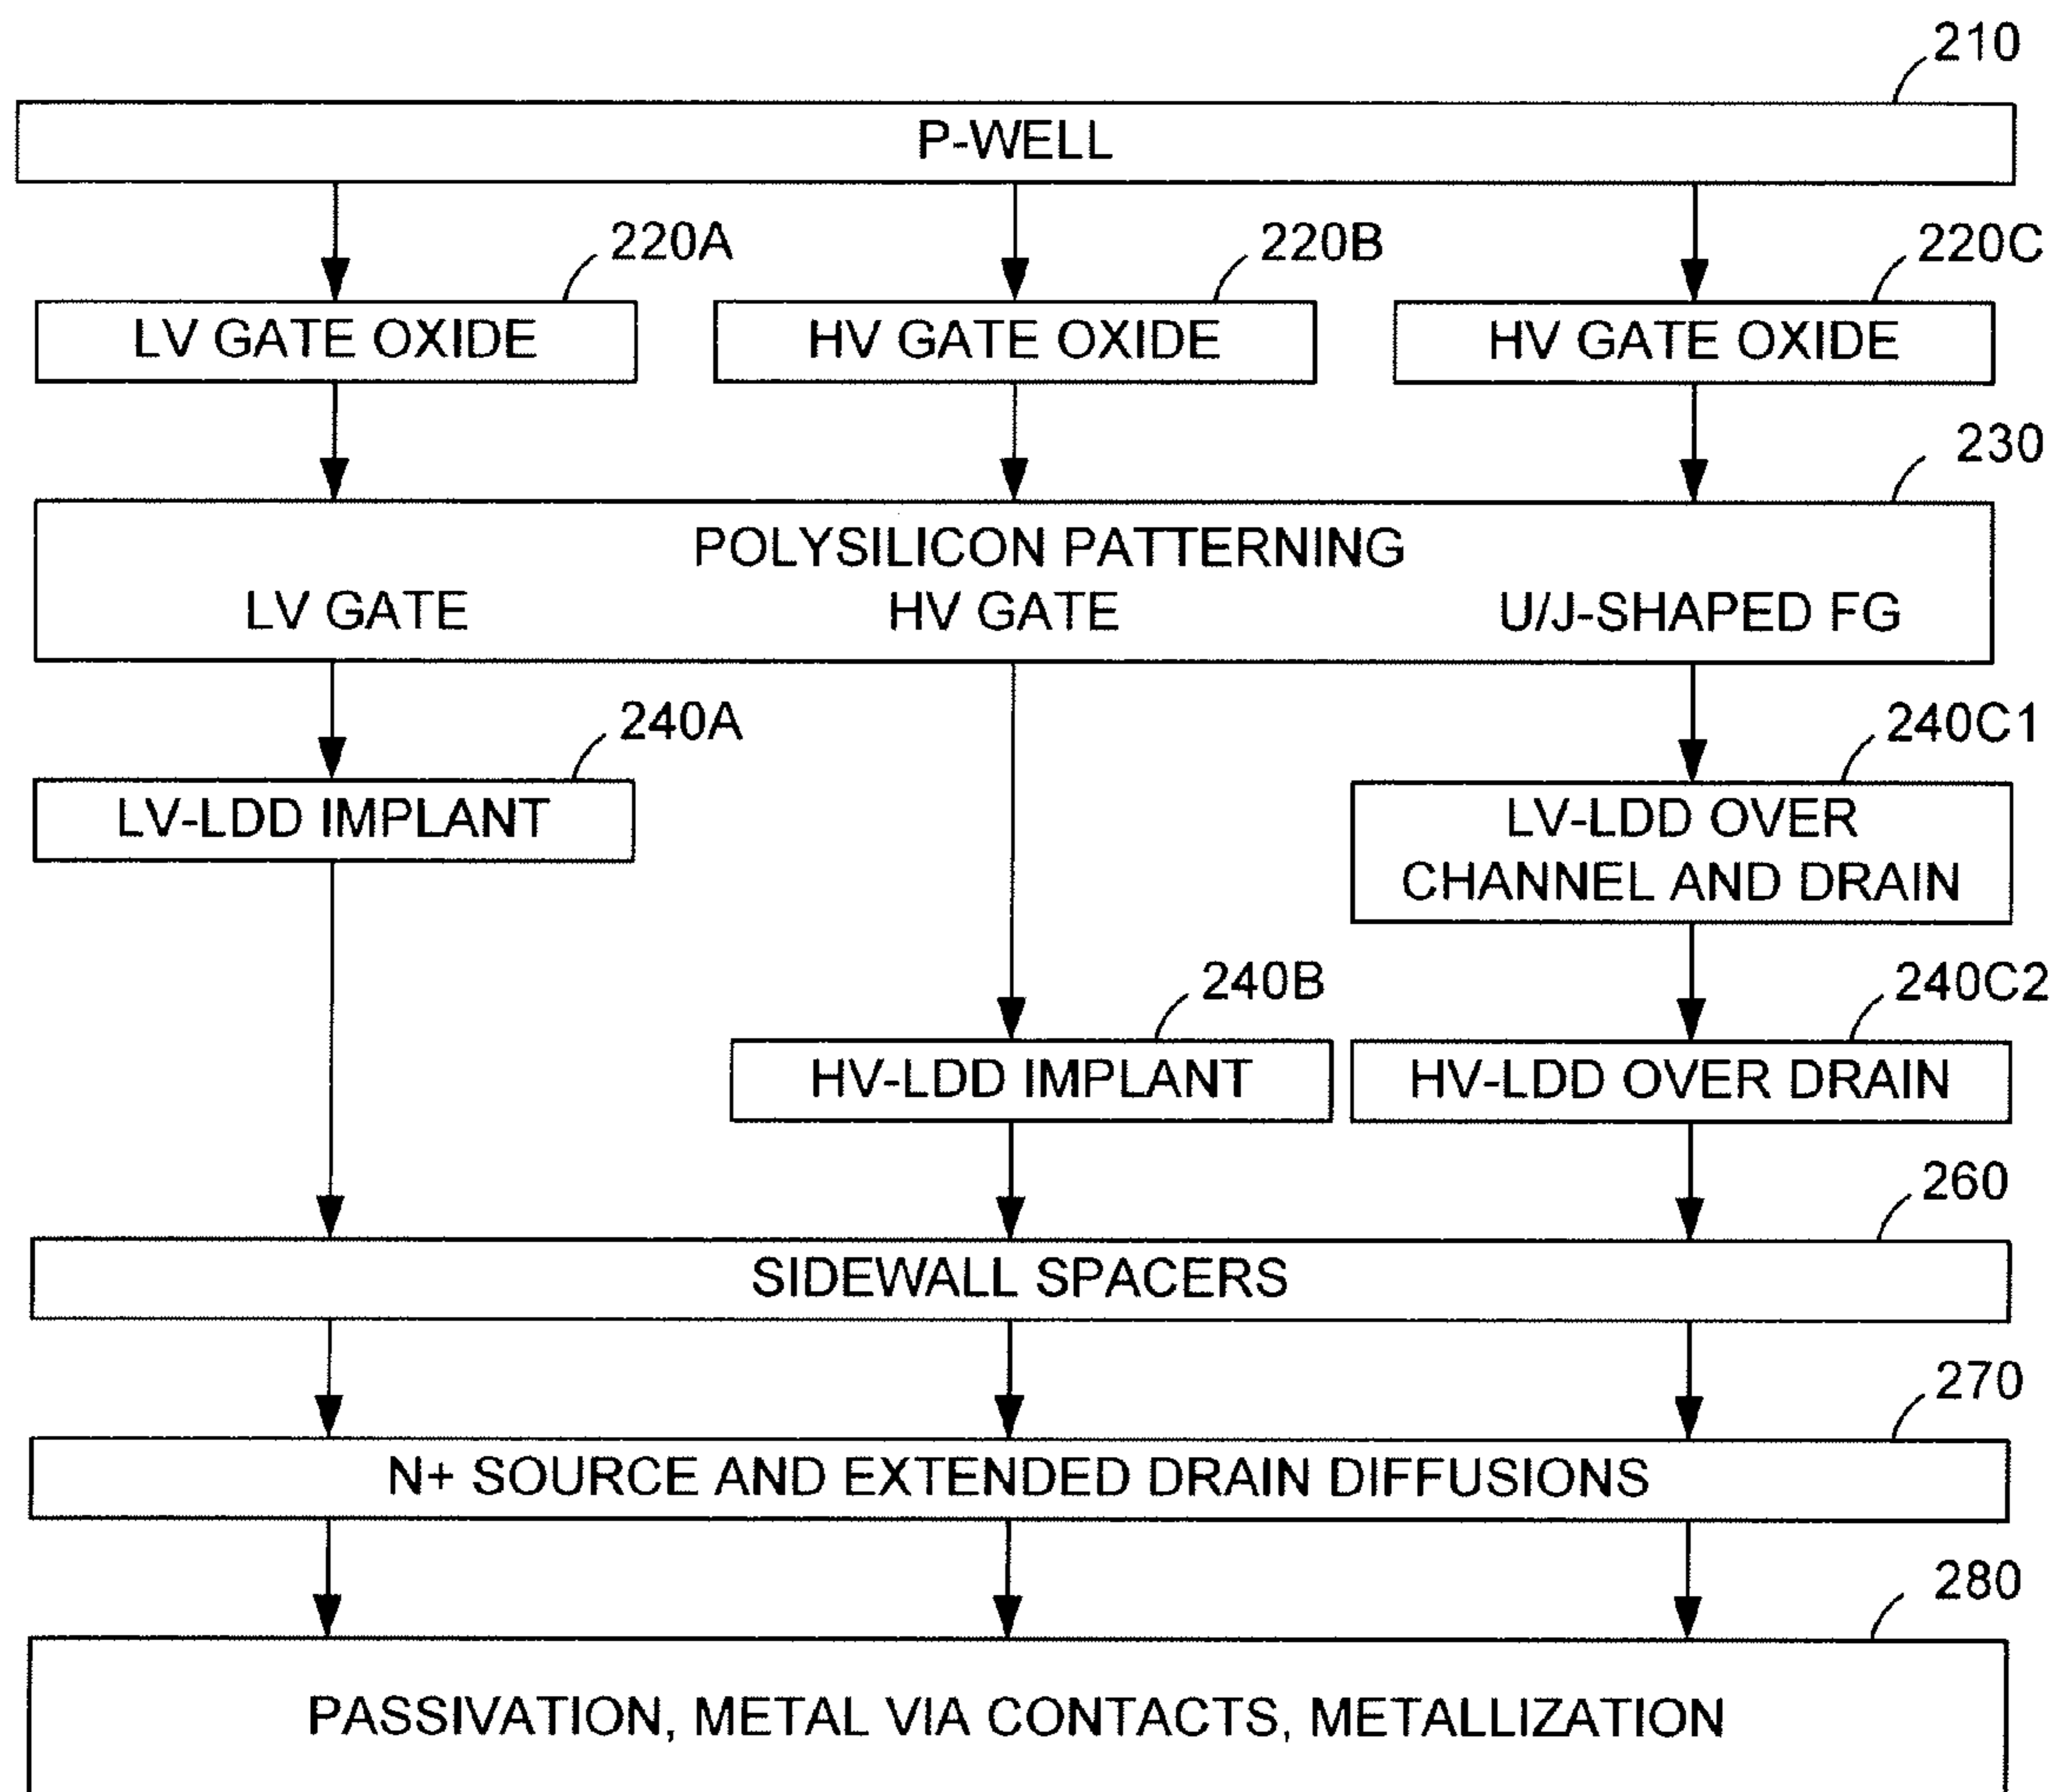 210
P-WELL
220A
220B
220C
LV GATE OXIDE
HV GATE OXIDE
HV GATE OXIDE
230
POLYSILICON PATTERNING
LV GATE
HV GATE
U/J-SHAPED FG
240A
240C1
LV-LDD IMPLANT
LV-LDD OVER
CHANNEL AND DRAIN
240B
240C2
HV-LDD IMPLANT
HV-LDD OVER DRAIN
260
SIDEWALL SPACERS
270
N+ SOURCE AND EXTENDED DRAIN DIFFUSIONS
280
PASSIVATION, METAL VIA CONTACTS, METALLIZATION